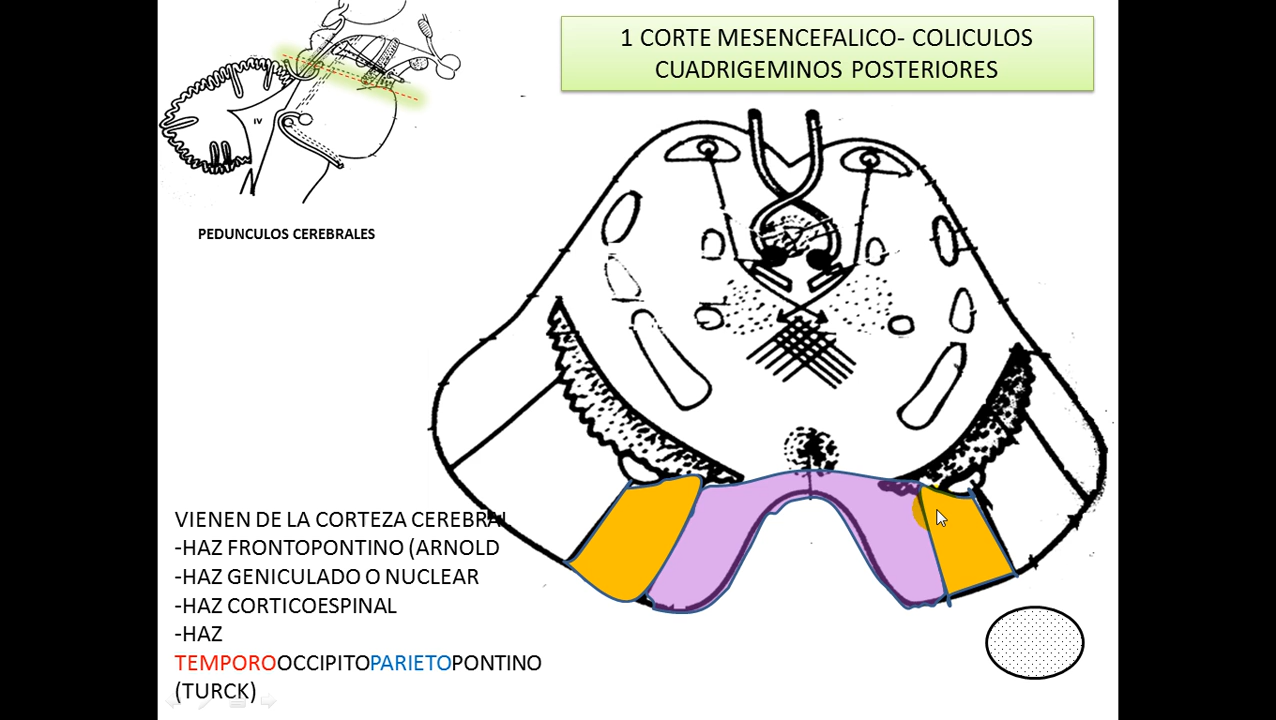 1 CORTE MESENCEFALICO- COLICULOS
CUADRIGEMINOS POSTERIORES
IV
PEDUNCULOS CEREBRALES
VIENEN DE LA CORTEZA CEREBRAL
-HAZ FRONTOPONTINO (ARNOLD
-HAZ GENICULADO O NUCLEAR
-HAZ CORTICOESPINAL
-HAZ
TEMPOROOCCIPITOPARIETOPONTINO
(TURCK)